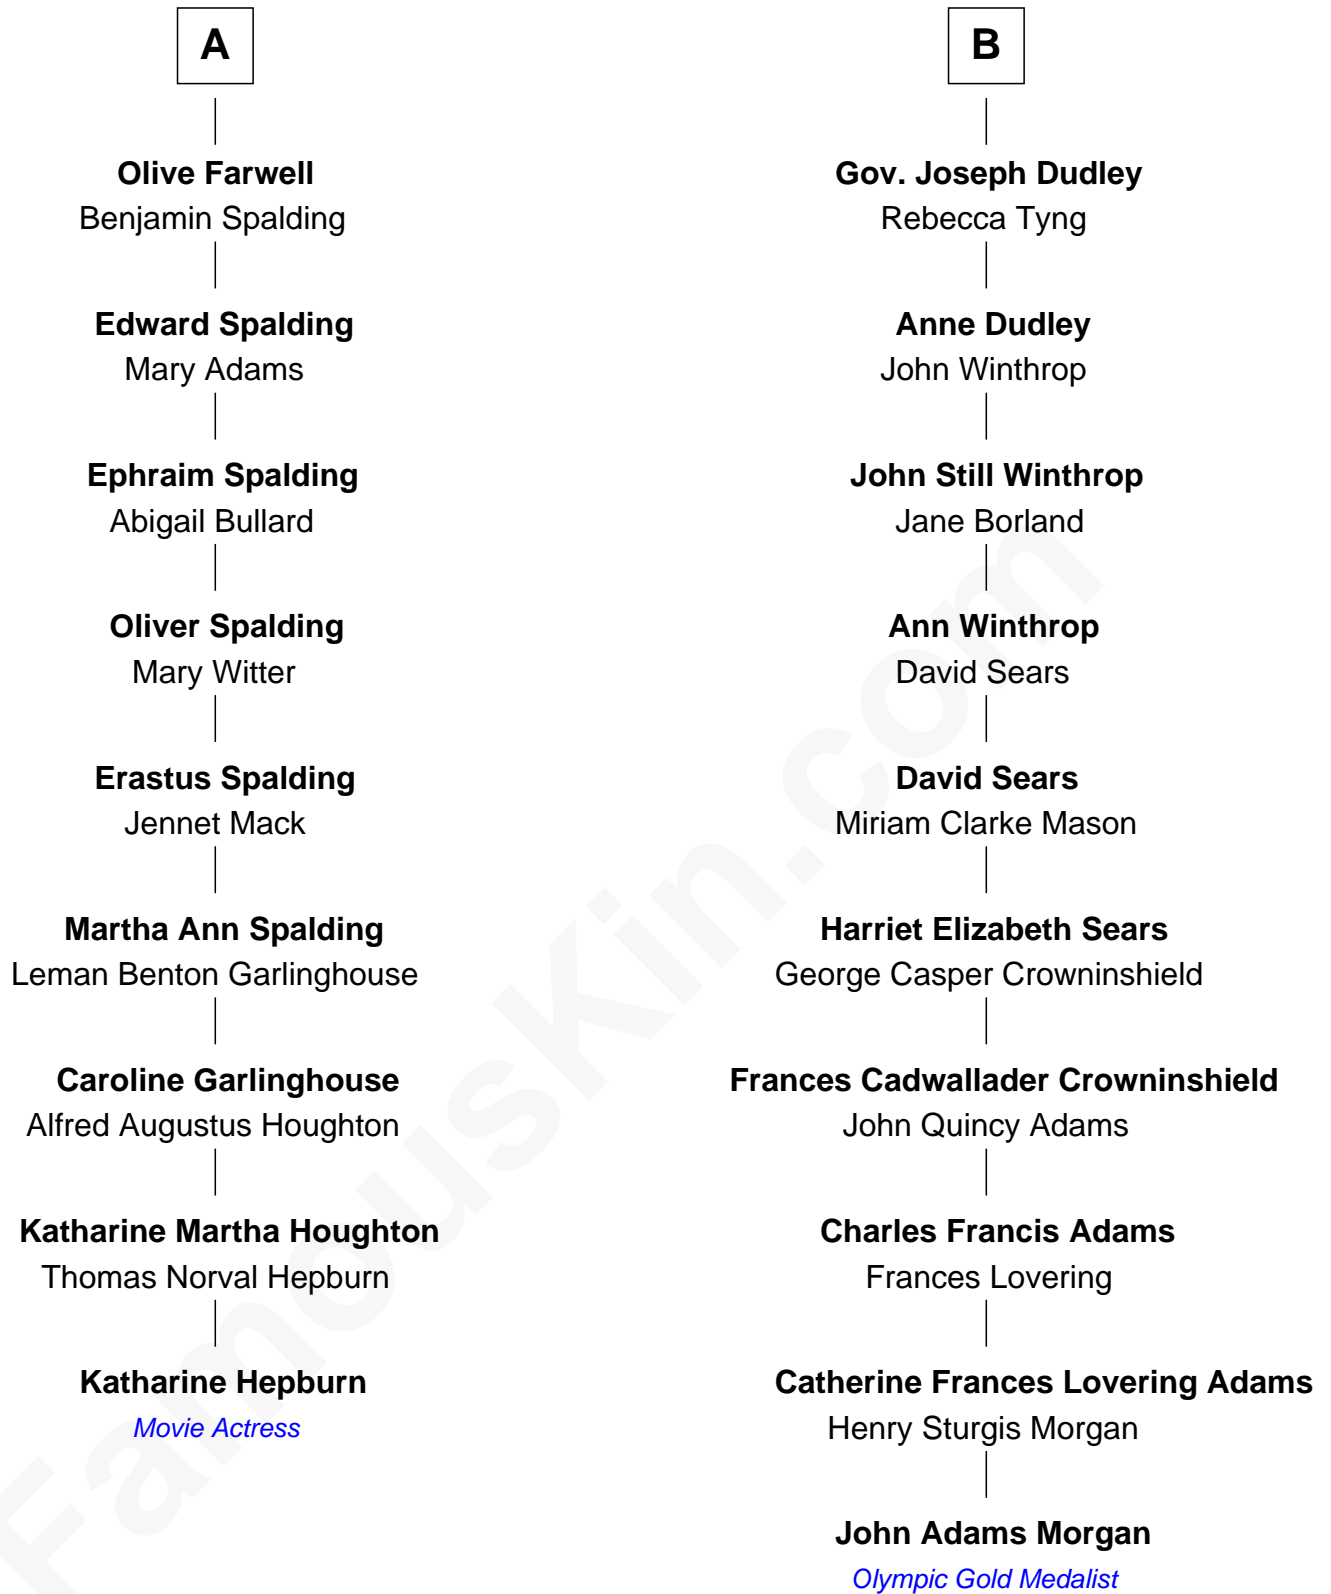 A
Olive Farwell
Benjamin Spalding
Edward Spalding
Mary Adams
Ephraim Spalding
Abigail Bullard
Oliver Spalding
Mary Witter
Erastus Spalding
Jennet Mack
Martha Ann Spalding
Leman Benton Garlinghouse
Caroline Garlinghouse
Alfred Augustus Houghton
Katharine Martha Houghton
Thomas Norval Hepburn
Katharine Hepburn
Movie Actress
B
Gov. Joseph Dudley
Rebecca Tyng
Anne Dudley
John Winthrop
John Still Winthrop
Jane Borland
Ann Winthrop
David Sears
David Sears
Miriam Clarke Mason
Harriet Elizabeth Sears
George Casper Crowninshield
Frances Cadwallader Crowninshield
John Quincy Adams
Charles Francis Adams
Frances Lovering
Catherine Frances Lovering Adams
Henry Sturgis Morgan
John Adams Morgan
Olympic Gold Medalist
FamousKin.com